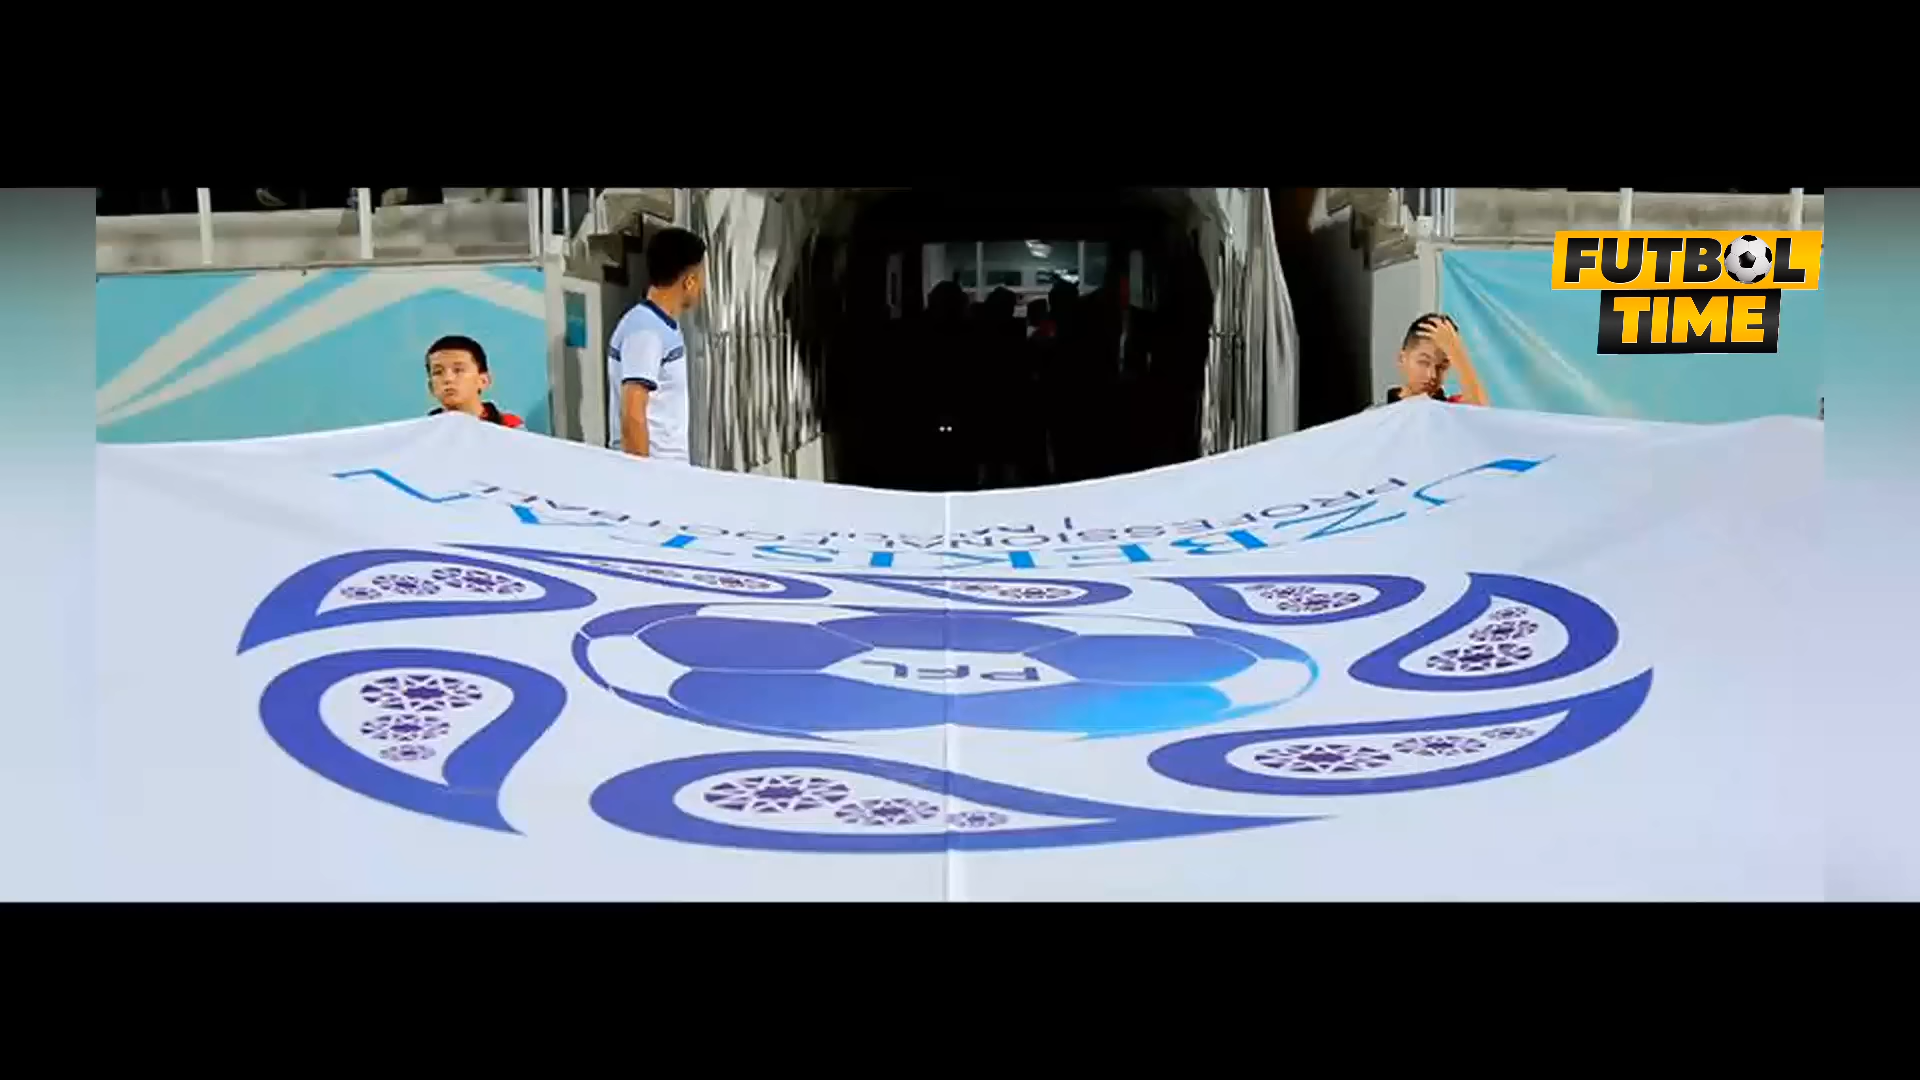 FUTBOL
TIME
UZBEKISTAN
PROFESSIONAL FOOTBALL
PFL